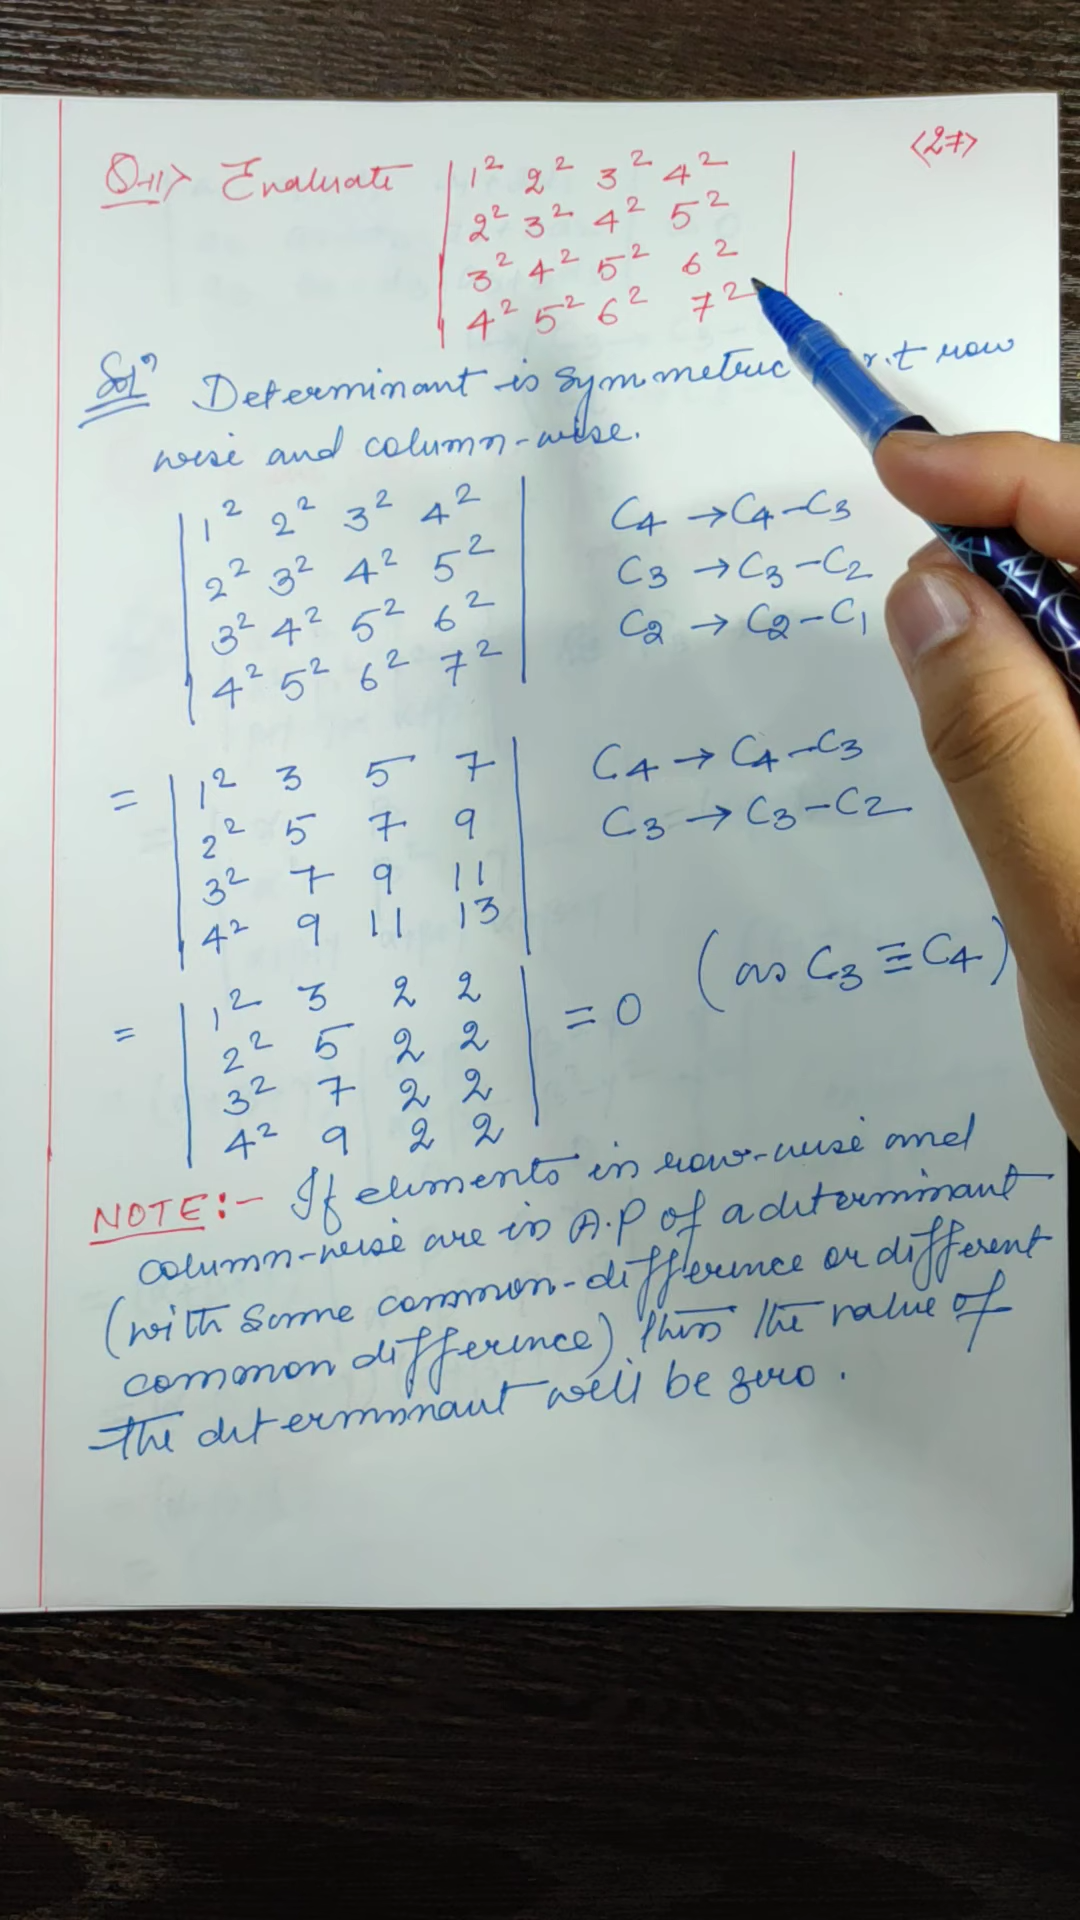 <27>
Q-11> Evaluate | 1² 2² 3² 4² |
| 2² 3² 4² 5² |
| 3² 4² 5² 6² |
| 4² 5² 6² 7² |
Solⁿ Determinant is symmetric r.t row
wise and column-wise.
| 1² 2² 3² 4² | C₄ → C₄-C₃
| 2² 3² 4² 5² | C₃ → C₃-C₂
| 3² 4² 5² 6² | C₂ → C₂-C₁
| 4² 5² 6² 7² |
= | 1² 3 5 7 | C₄ → C₄-C₃
| 2² 5 7 9 | C₃ → C₃-C₂
| 3² 7 9 11 |
| 4² 9 11 13 |
= | 1² 3 2 2 | = 0 (as C₃ ≡ C₄)
| 2² 5 2 2 |
| 3² 7 2 2 |
| 4² 9 2 2 |
NOTE:- If elements in row-wise and
column-wise are in A.P of a determinant
(with same common-difference or different
common difference) then the value of
the determinant will be zero.